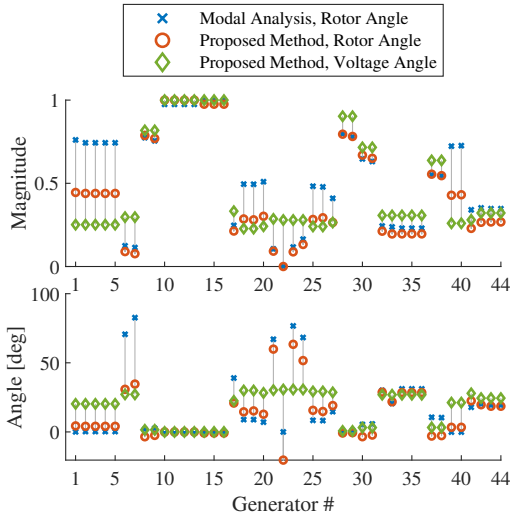 Modal Analysis, Rotor Angle
Proposed Method, Rotor Angle
Proposed Method, Voltage Angle
Magnitude
1
0.5
0
1 5 10 15 20 25 30 35 40 44
Angle [deg]
100
50
0
1 5 10 15 20 25 30 35 40 44
Generator #